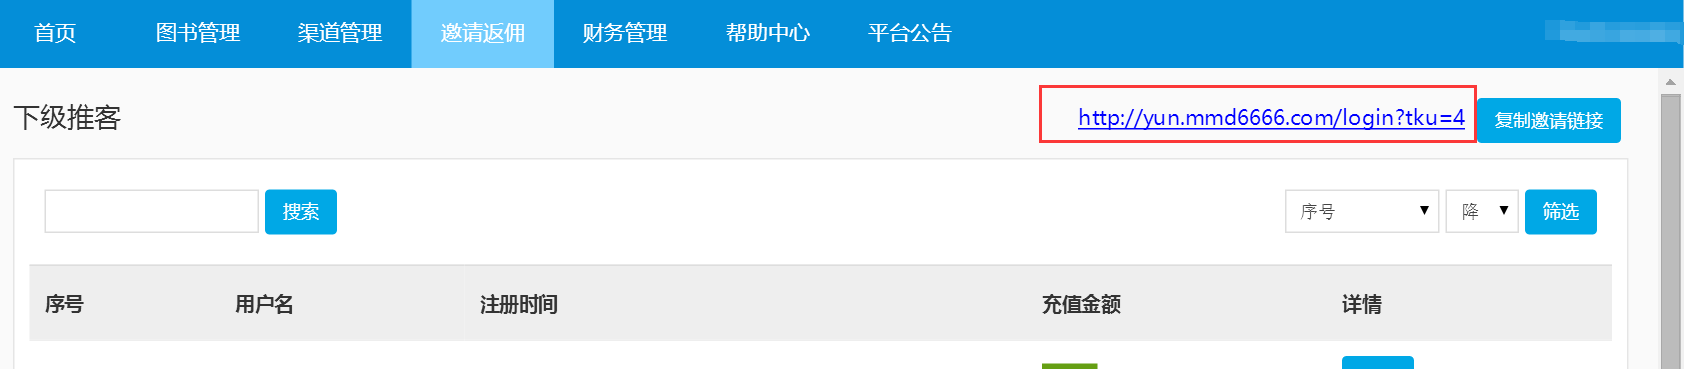 首页 图书管理 渠道管理 邀请返佣 财务管理 帮助中心 平台公告
下级推客 http://yun.mmd6666.com/login?tku=4 复制邀请链接
搜索 序号 降 筛选
序号 用户名 注册时间 充值金额 详情